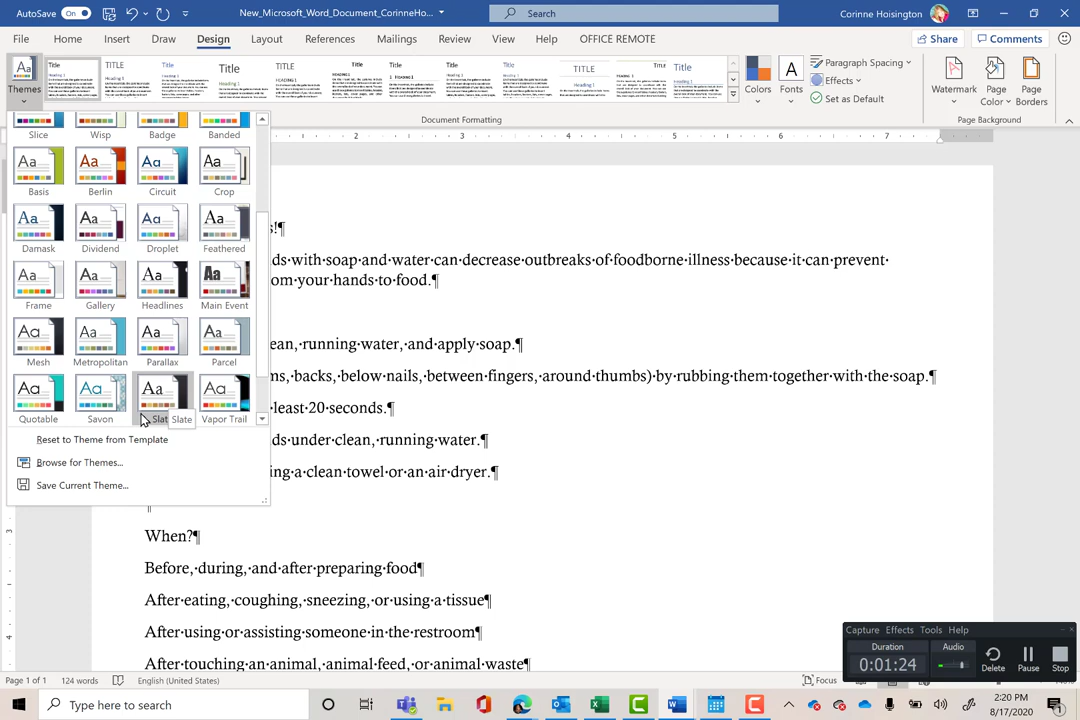 AutoSave On New_Microsoft_Word_Document_CorinneHo... Search Corinne Hoisington
File Home Insert Draw Design Layout References Mailings Review View Help OFFICE REMOTE Share Comments
Themes Colors Fonts Paragraph Spacing Effects Set as Default Watermark Page Color Page Borders
Document Formatting Page Background
Slice Wisp Badge Banded
Basis Berlin Circuit Crop
Damask Dividend Droplet Feathered
Frame Gallery Headlines Main Event
Mesh Metropolitan Parallax Parcel
Quotable Savon Slat Slate Vapor Trail
Reset to Theme from Template
Browse for Themes...
Save Current Theme...
2 3 4 5 6 7
s!¶
ds·with·soap·and·water·can·decrease·outbreaks·of·foodborne·illness·because·it·can·prevent·
om·your·hands·to·food.¶
ean,·running·water,·and·apply·soap.¶
ns,·backs,·below·nails,·between·fingers,·around·thumbs)·by·rubbing·them·together·with·the·soap.¶
least·20·seconds.¶
ds·under·clean,·running·water.¶
ing·a·clean·towel·or·an·air·dryer.¶
¶
When?¶
Before,·during,·and·after·preparing·food¶
After·eating,·coughing,·sneezing,·or·using·a·tissue¶
After·using·or·assisting·someone·in·the·restroom¶
After·touching·an·animal,·animal·feed,·or·animal·waste¶
Capture Effects Tools Help
Duration Audio
0:01:24 Delete Pause Stop
Page 1 of 1 124 words English (United States) Focus
Type here to search 2:20 PM
8/17/2020